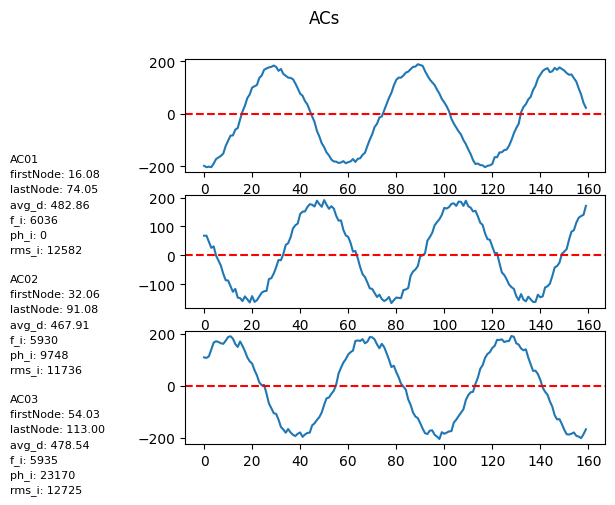 ACs
AC01
firstNode: 16.08
lastNode: 74.05
avg_d: 482.86
f_i: 6036
ph_i: 0
rms_i: 12582
AC02
firstNode: 32.06
lastNode: 91.08
avg_d: 467.91
f_i: 5930
ph_i: 9748
rms_i: 11736
AC03
firstNode: 54.03
lastNode: 113.00
avg_d: 478.54
f_i: 5935
ph_i: 23170
rms_i: 12725
200
0
−200
0 20 40 60 80 100 120 140 160
200
100
0
−100
0 20 40 60 80 100 120 140 160
200
0
−200
0 20 40 60 80 100 120 140 160